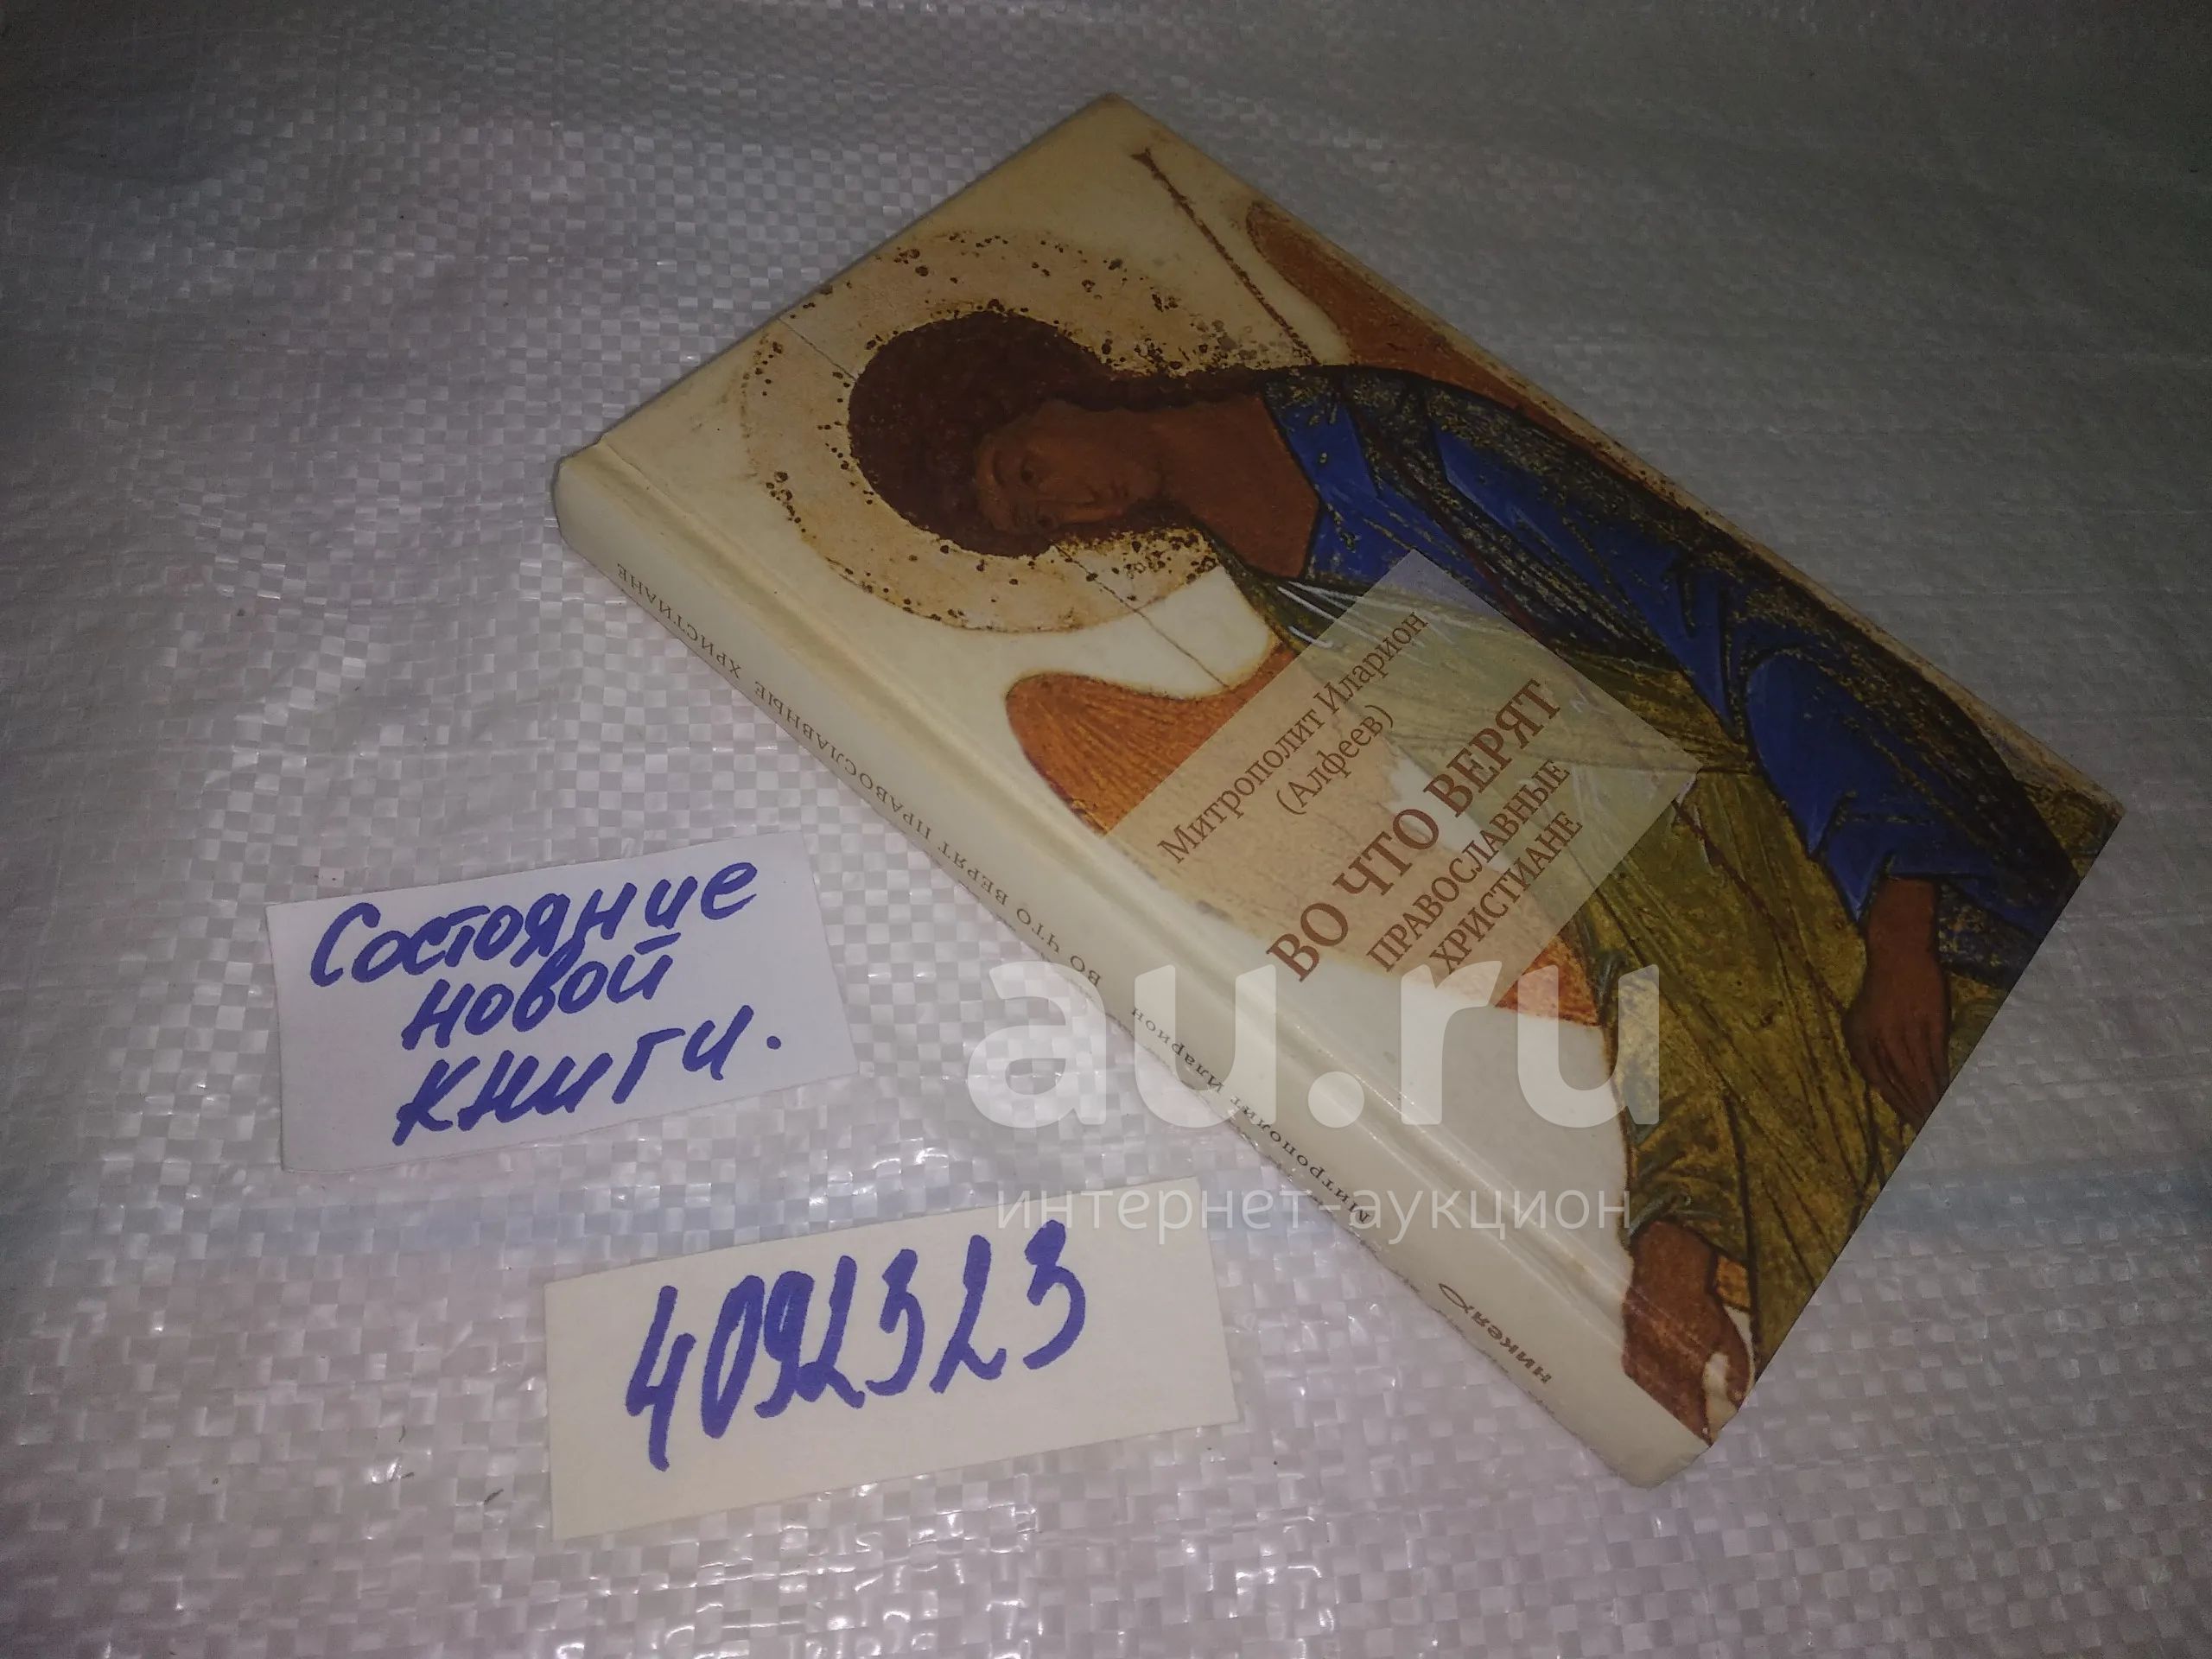 Митрополит Иларион
(Алфеев)
ВО ЧТО ВЕРЯТ
ПРАВОСЛАВНЫЕ
ХРИСТИАНЕ
никея Митрополит Иларион ВО ЧТО ВЕРЯТ ПРАВОСЛАВНЫЕ ХРИСТИАНЕ
Состояние
новой
книги.
4092323
au.ru
интернет-аукцион